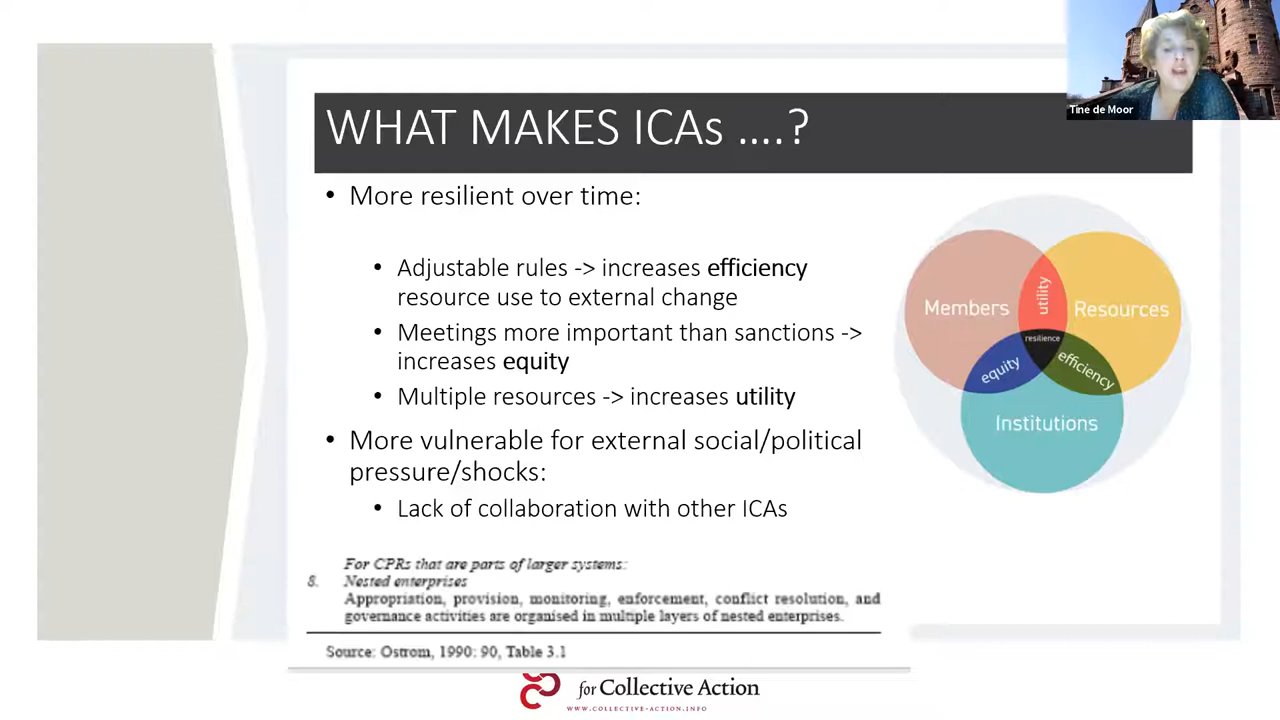 Tine de Moor
WHAT MAKES ICAs ....?
• More resilient over time:
• Adjustable rules -> increases efficiency
resource use to external change
• Meetings more important than sanctions ->
increases equity
• Multiple resources -> increases utility
• More vulnerable for external social/political
pressure/shocks:
• Lack of collaboration with other ICAs
Members
utility
Resources
resilience
equity
efficiency
Institutions
For CPRs that are parts of larger systems:
8. Nested enterprises
Appropriation, provision, monitoring, enforcement, conflict resolution, and
governance activities are organised in multiple layers of nested enterprises.
Source: Ostrom, 1990: 90, Table 3.1
for Collective Action
WWW.COLLECTIVE-ACTION.INFO